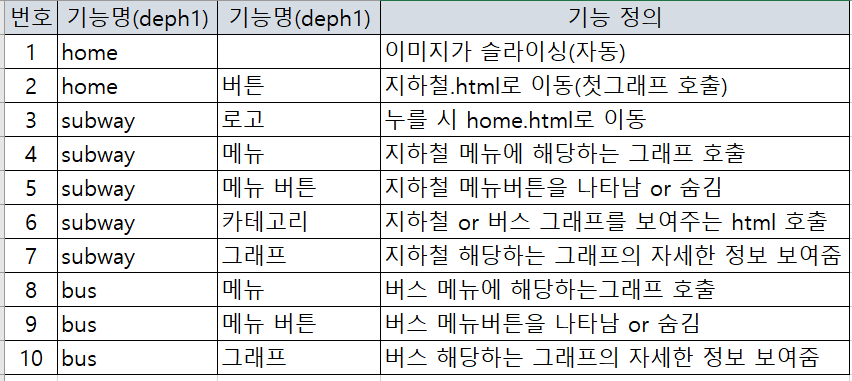 번호 기능명(deph1) 기능명(deph1) 기능 정의
1 home 이미지가 슬라이싱(자동)
2 home 버튼 지하철.html로 이동(첫그래프 호출)
3 subway 로고 누를 시 home.html로 이동
4 subway 메뉴 지하철 메뉴에 해당하는 그래프 호출
5 subway 메뉴 버튼 지하철 메뉴버튼을 나타남 or 숨김
6 subway 카테고리 지하철 or 버스 그래프를 보여주는 html 호출
7 subway 그래프 지하철 해당하는 그래프의 자세한 정보 보여줌
8 bus 메뉴 버스 메뉴에 해당하는그래프 호출
9 bus 메뉴 버튼 버스 메뉴버튼을 나타남 or 숨김
10 bus 그래프 버스 해당하는 그래프의 자세한 정보 보여줌